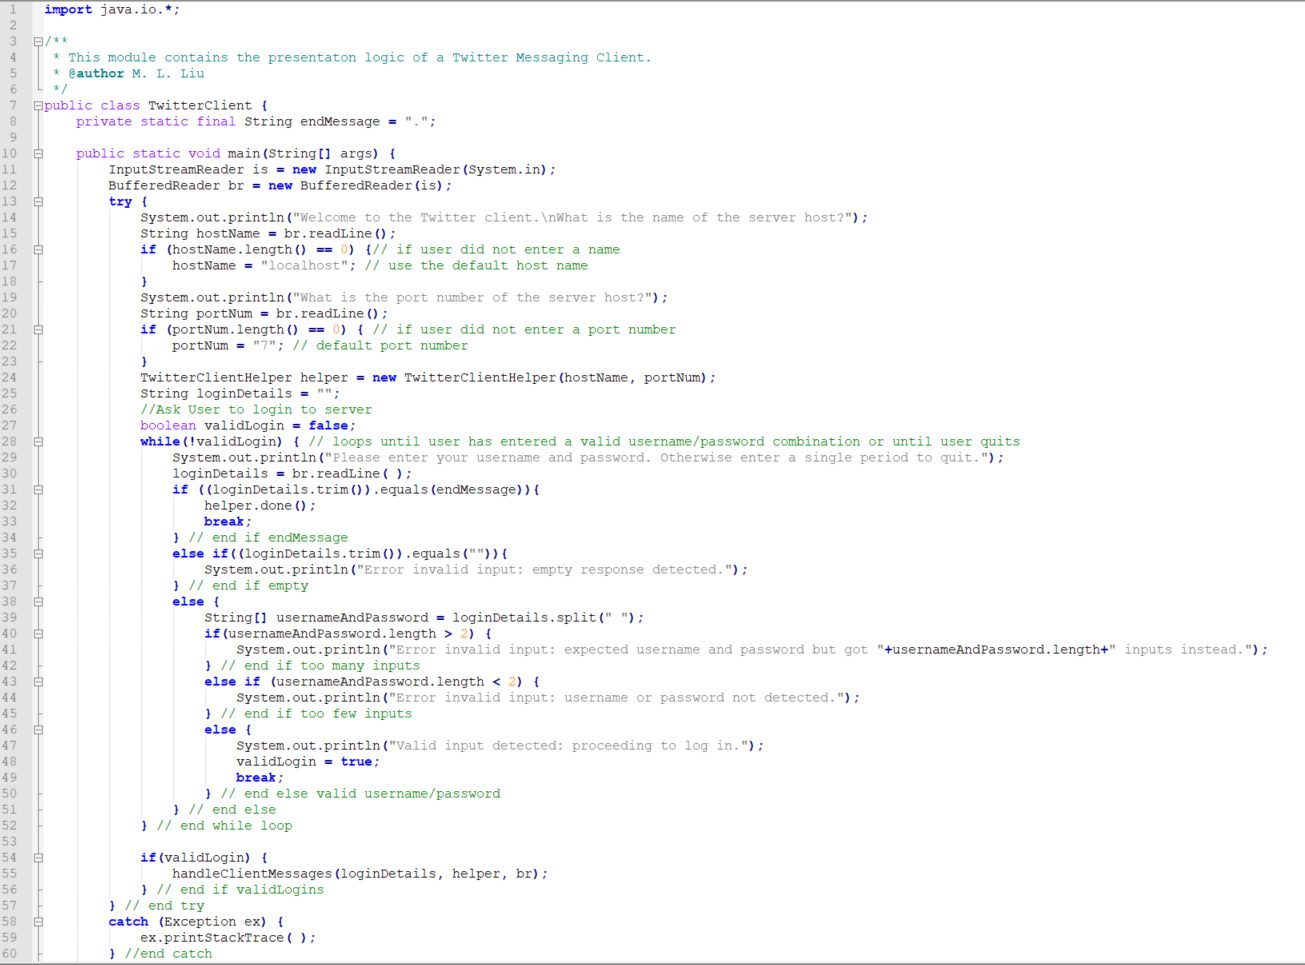 1 import java.io.*;
2
3 /**
4 * This module contains the presentaton logic of a Twitter Messaging Client.
5 * @author M. L. Liu
6 */
7 public class TwitterClient {
8 private static final String endMessage = ".";
9
10 public static void main(String[] args) {
11 InputStreamReader is = new InputStreamReader(System.in);
12 BufferedReader br = new BufferedReader(is);
13 try {
14 System.out.println("Welcome to the Twitter client.\nWhat is the name of the server host?");
15 String hostName = br.readLine();
16 if (hostName.length() == 0) {// if user did not enter a name
17 hostName = "localhost"; // use the default host name
18 }
19 System.out.println("What is the port number of the server host?");
20 String portNum = br.readLine();
21 if (portNum.length() == 0) { // if user did not enter a port number
22 portNum = "7"; // default port number
23 }
24 TwitterClientHelper helper = new TwitterClientHelper(hostName, portNum);
25 String loginDetails = "";
26 //Ask User to login to server
27 boolean validLogin = false;
28 while(!validLogin) { // loops until user has entered a valid username/password combination or until user quits
29 System.out.println("Please enter your username and password. Otherwise enter a single period to quit.");
30 loginDetails = br.readLine( );
31 if ((loginDetails.trim()).equals(endMessage)){
32 helper.done();
33 break;
34 } // end if endMessage
35 else if((loginDetails.trim()).equals("")){
36 System.out.println("Error invalid input: empty response detected.");
37 } // end if empty
38 else {
39 String[] usernameAndPassword = loginDetails.split(" ");
40 if(usernameAndPassword.length > 2) {
41 System.out.println("Error invalid input: expected username and password but got "+usernameAndPassword.length+" inputs instead.");
42 } // end if too many inputs
43 else if (usernameAndPassword.length < 2) {
44 System.out.println("Error invalid input: username or password not detected.");
45 } // end if too few inputs
46 else {
47 System.out.println("Valid input detected: proceeding to log in.");
48 validLogin = true;
49 break;
50 } // end else valid username/password
51 } // end else
52 } // end while loop
53
54 if(validLogin) {
55 handleClientMessages(loginDetails, helper, br);
56 } // end if validLogins
57 } // end try
58 catch (Exception ex) {
59 ex.printStackTrace( );
60 } //end catch